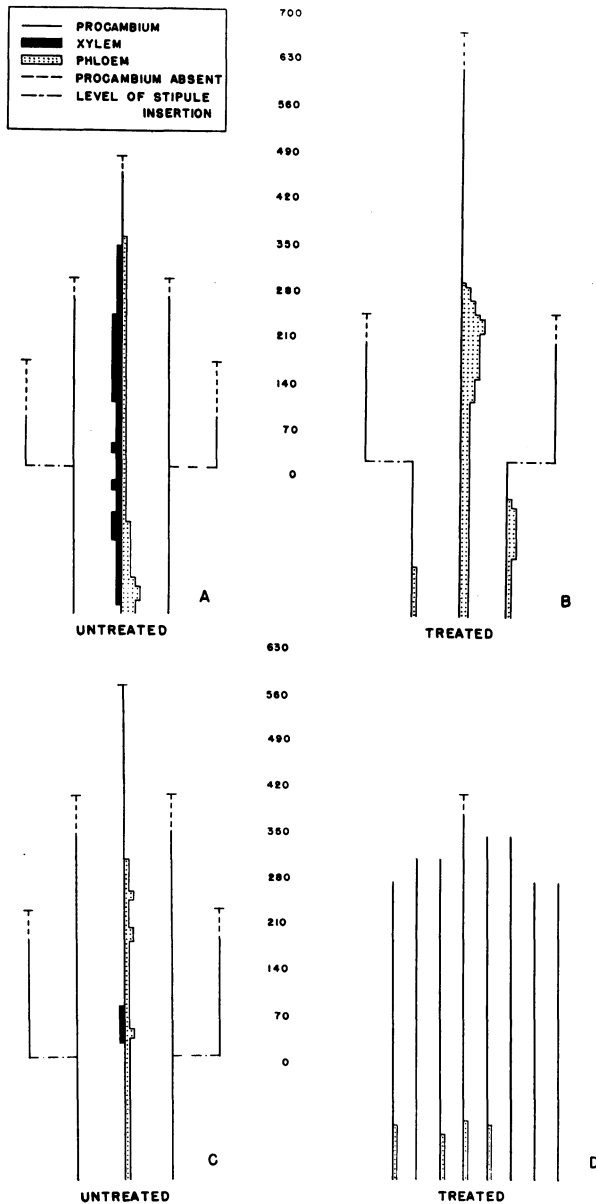 PROCAMBIUM
XYLEM
PHLOEM
PROCAMBIUM ABSENT
LEVEL OF STIPULE
INSERTION
700
630
560
490
420
350
280
210
140
70
0
A
UNTREATED
B
TREATED
630
560
490
420
350
280
210
140
70
0
C
UNTREATED
D
TREATED